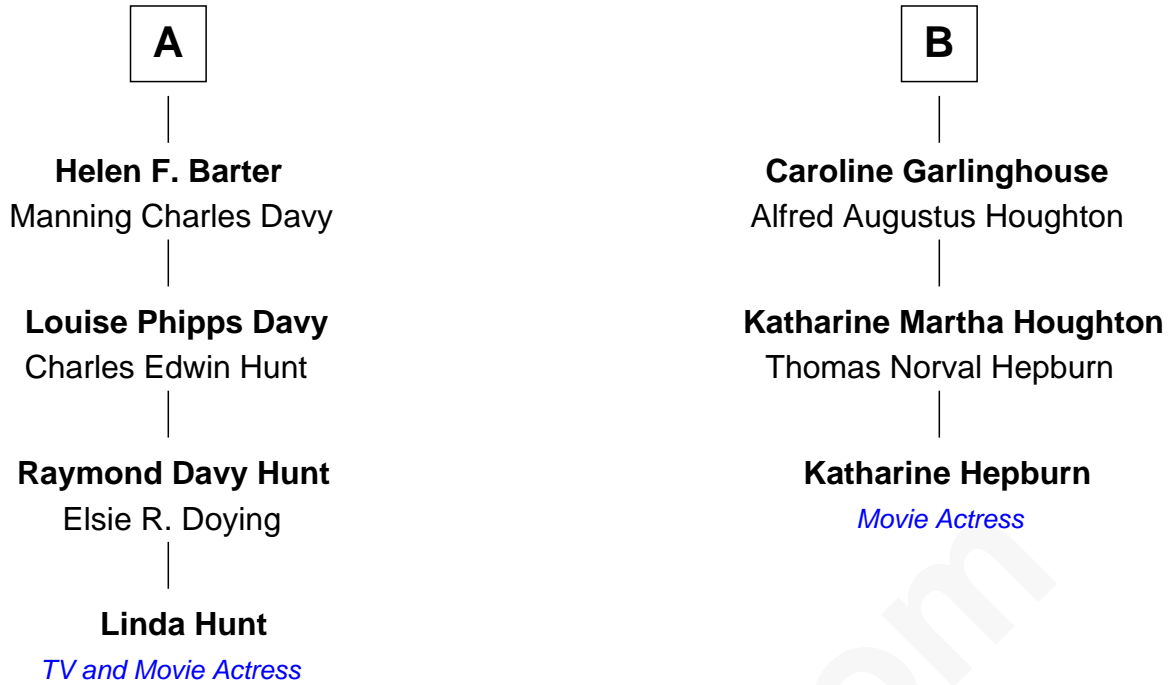 A
Helen F. Barter
Manning Charles Davy
Louise Phipps Davy
Charles Edwin Hunt
Raymond Davy Hunt
Elsie R. Doying
Linda Hunt
TV and Movie Actress
B
Caroline Garlinghouse
Alfred Augustus Houghton
Katharine Martha Houghton
Thomas Norval Hepburn
Katharine Hepburn
Movie Actress